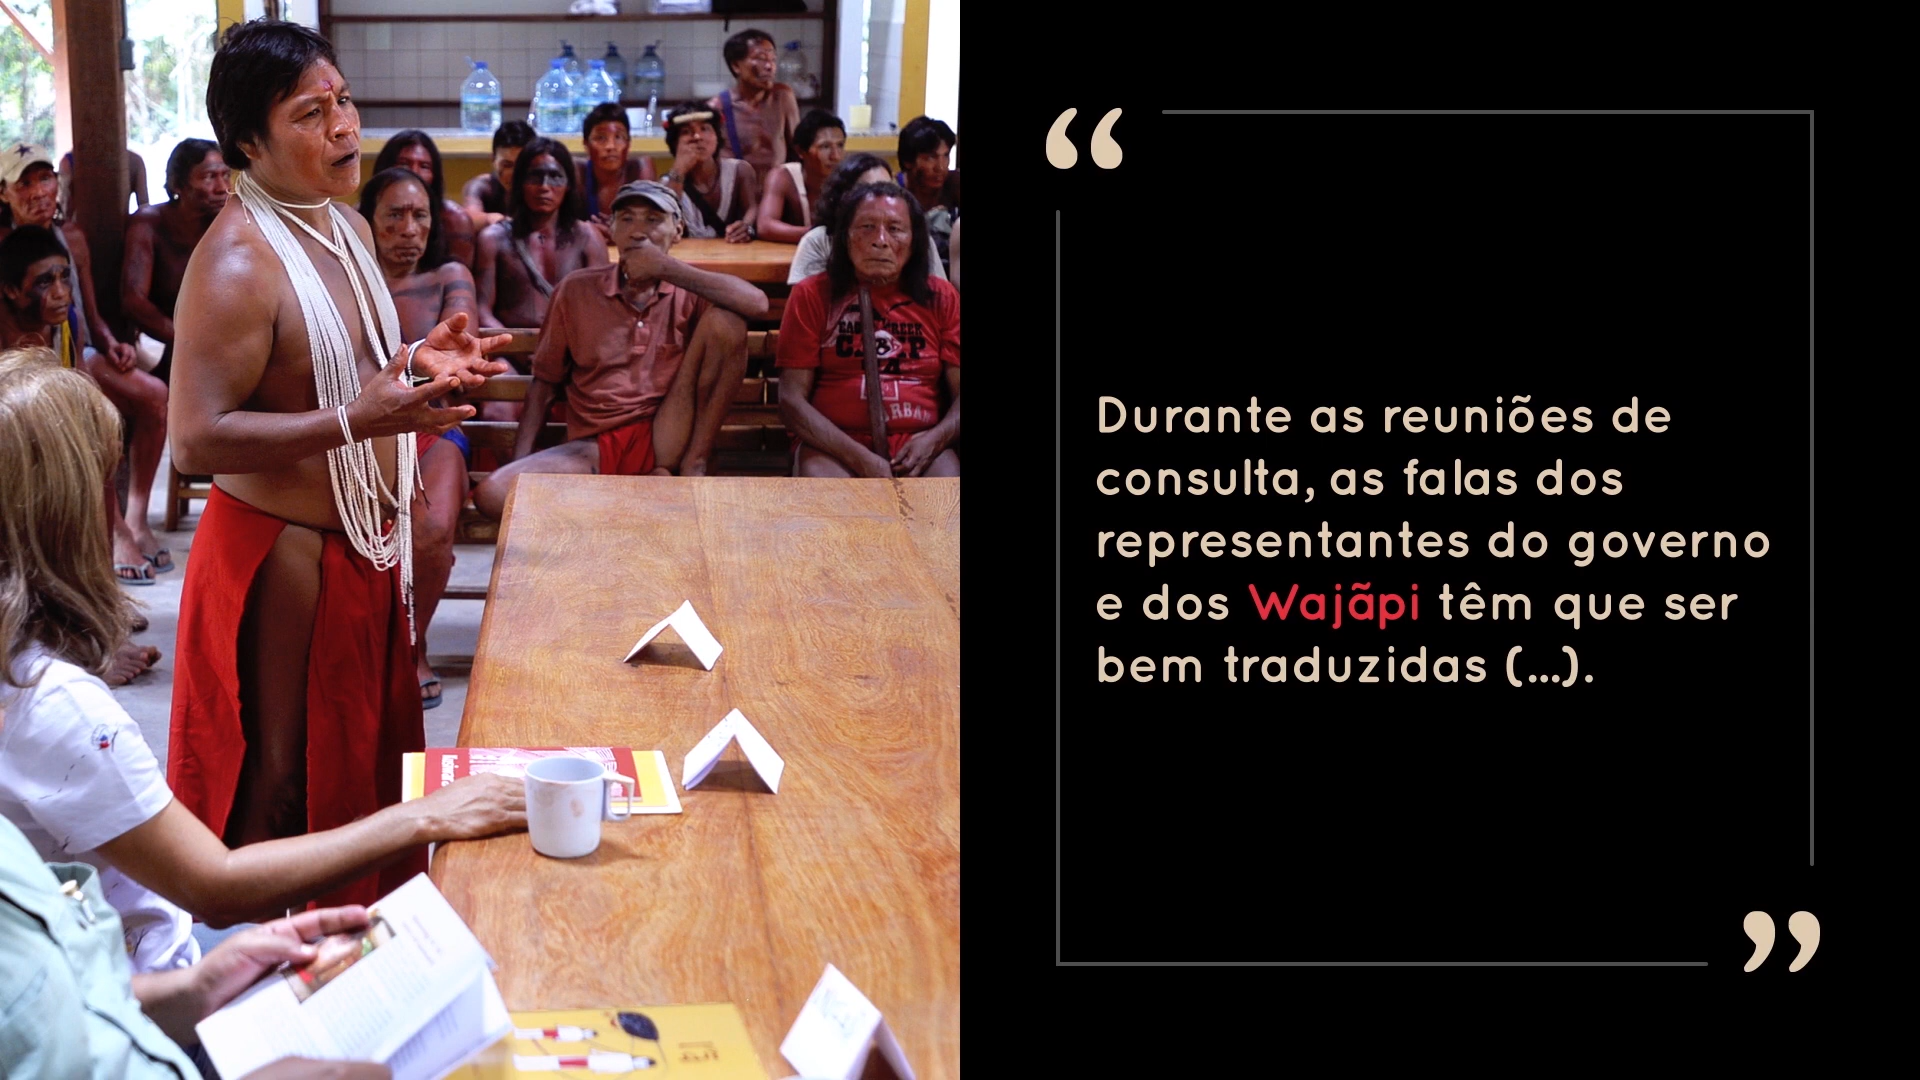 “
Durante as reuniões de
consulta, as falas dos
representantes do governo
e dos Wajãpi têm que ser
bem traduzidas (...).
”